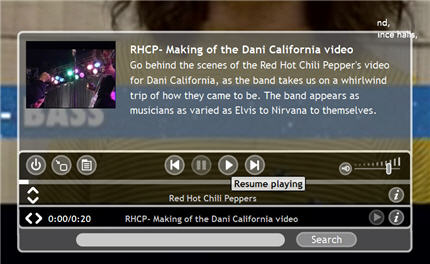 nd,
ince halls,
RHCP- Making of the Dani California video
Go behind the scenes of the Red Hot Chili Pepper's video
for Dani California, as the band takes us on a whirlwind
trip of how they came to be. The band appears as
musicians as varied as Elvis to Nirvana to themselves.
BASS
Resume playing
Red Hot Chili Peppers
0:00/0:20
RHCP- Making of the Dani California video
Search